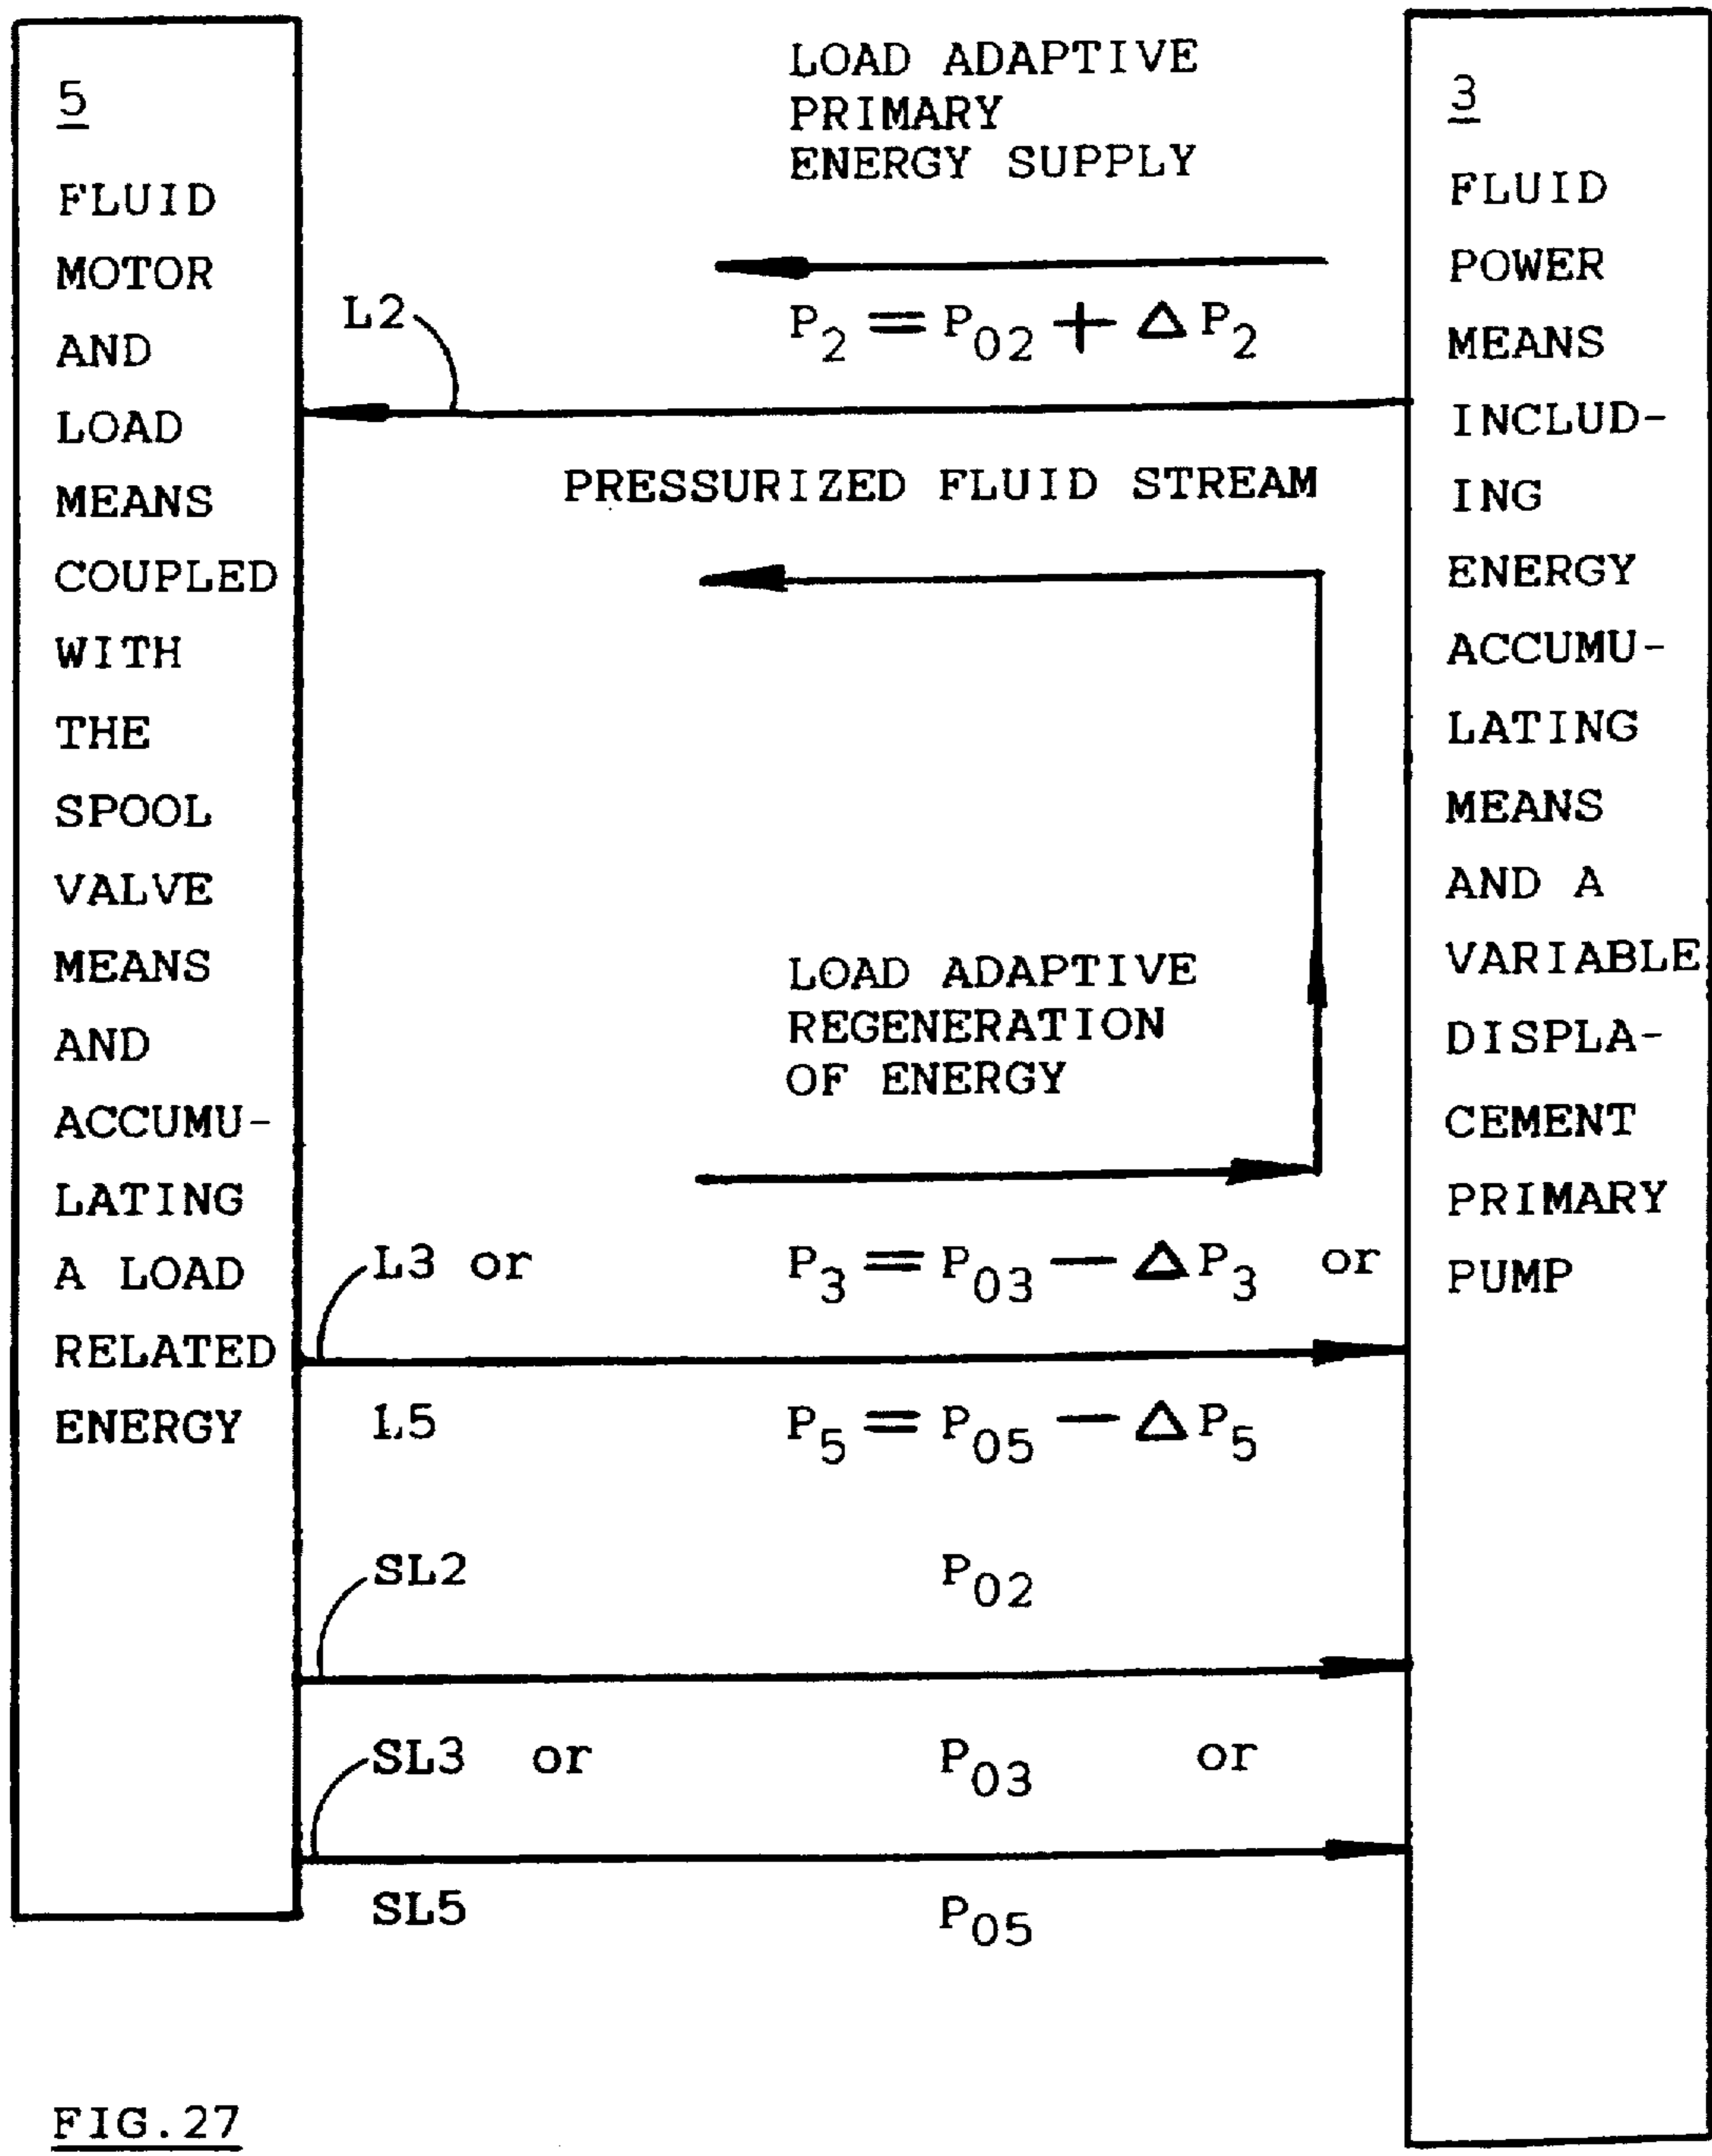 5
FLUID
MOTOR
AND
LOAD
MEANS
COUPLED
WITH
THE
SPOOL
VALVE
MEANS
AND
ACCUMU-
LATING
A LOAD
RELATED
ENERGY
LOAD ADAPTIVE
PRIMARY
ENERGY SUPPLY
P2 = P02 + ΔP2
L2
PRESSURIZED FLUID STREAM
LOAD ADAPTIVE
REGENERATION
OF ENERGY
L3 or P3 = P03 − ΔP3 or
L5 P5 = P05 − ΔP5
SL2 P02
SL3 or P03 or
SL5 P05
3
FLUID
POWER
MEANS
INCLUD-
ING
ENERGY
ACCUMU-
LATING
MEANS
AND A
VARIABLE
DISPLA-
CEMENT
PRIMARY
PUMP
FIG.27